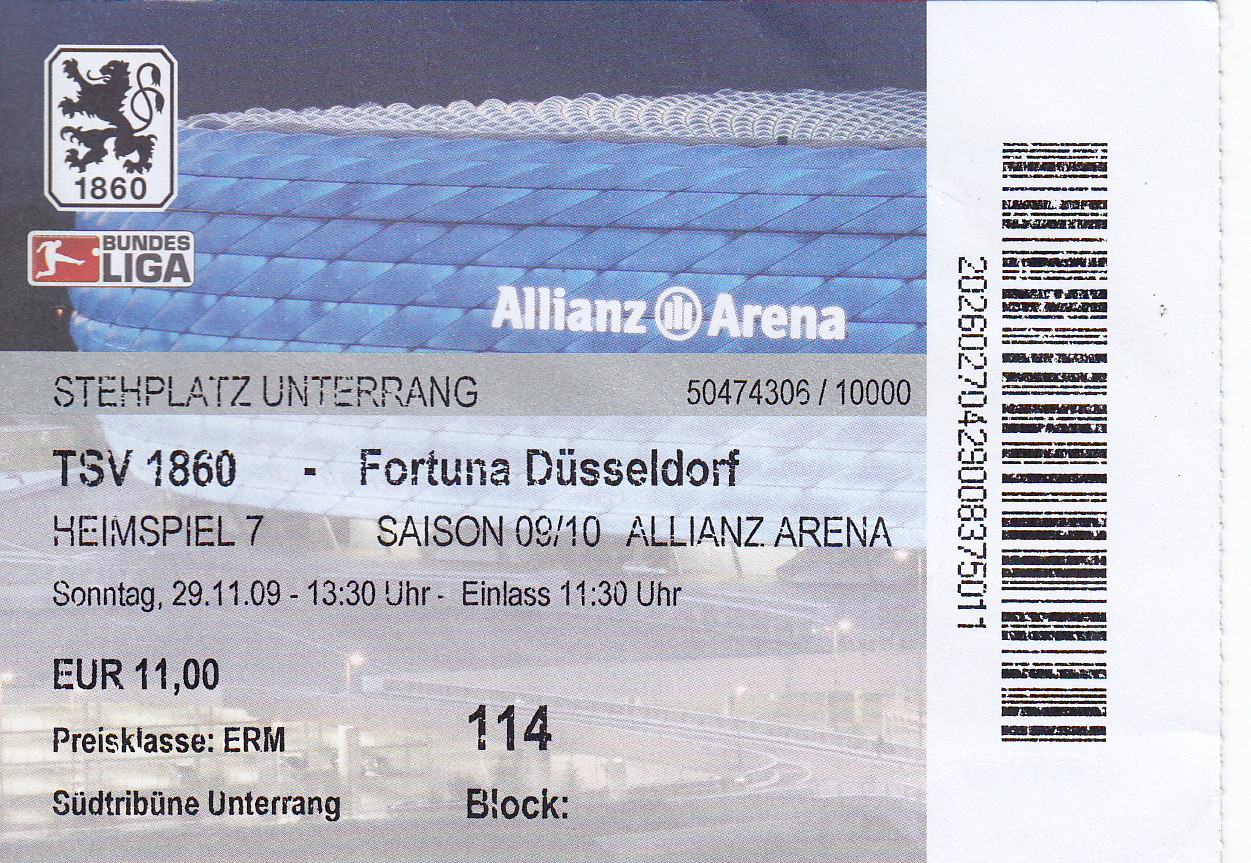 1860
BUNDES
LIGA
Allianz Arena
STEHPLATZ UNTERRANG 50474306 / 10000
TSV 1860 - Fortuna Düsseldorf
HEIMSPIEL 7 SAISON 09/10 ALLIANZ ARENA
Sonntag, 29.11.09 - 13:30 Uhr - Einlass 11:30 Uhr
EUR 11,00
114
Preisklasse: ERM
Südtribüne Unterrang Block:
202602704290083750​11